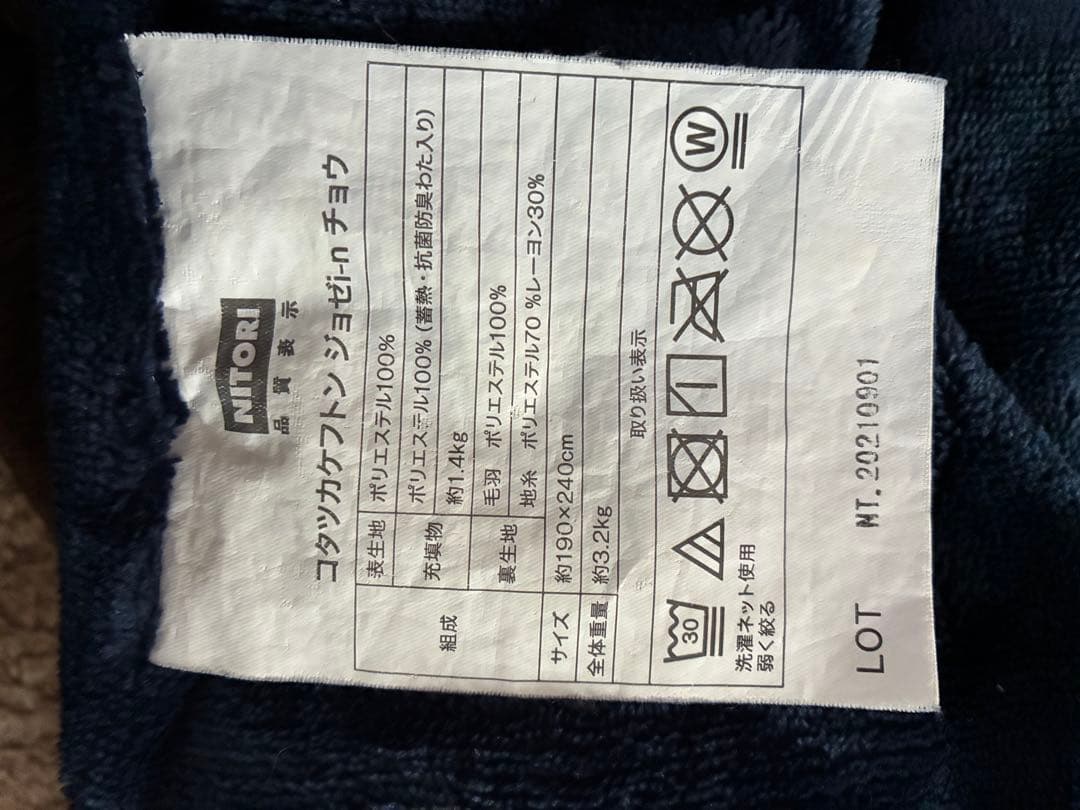 NITORI
品質表示
コタツカケフトン ジョゼi-n チョウ
組成
表生地 ポリエステル100%
充填物 ポリエステル100% (蓄熱・抗菌防臭わた入り)
約1.4kg
裏生地 毛羽 ポリエステル100%
地糸 ポリエステル70 %レーヨン30%
サイズ 約190×240cm
全体重量 約3.2kg
取り扱い表示
30 W
洗濯ネット使用
弱く絞る
LOT MT.20210901